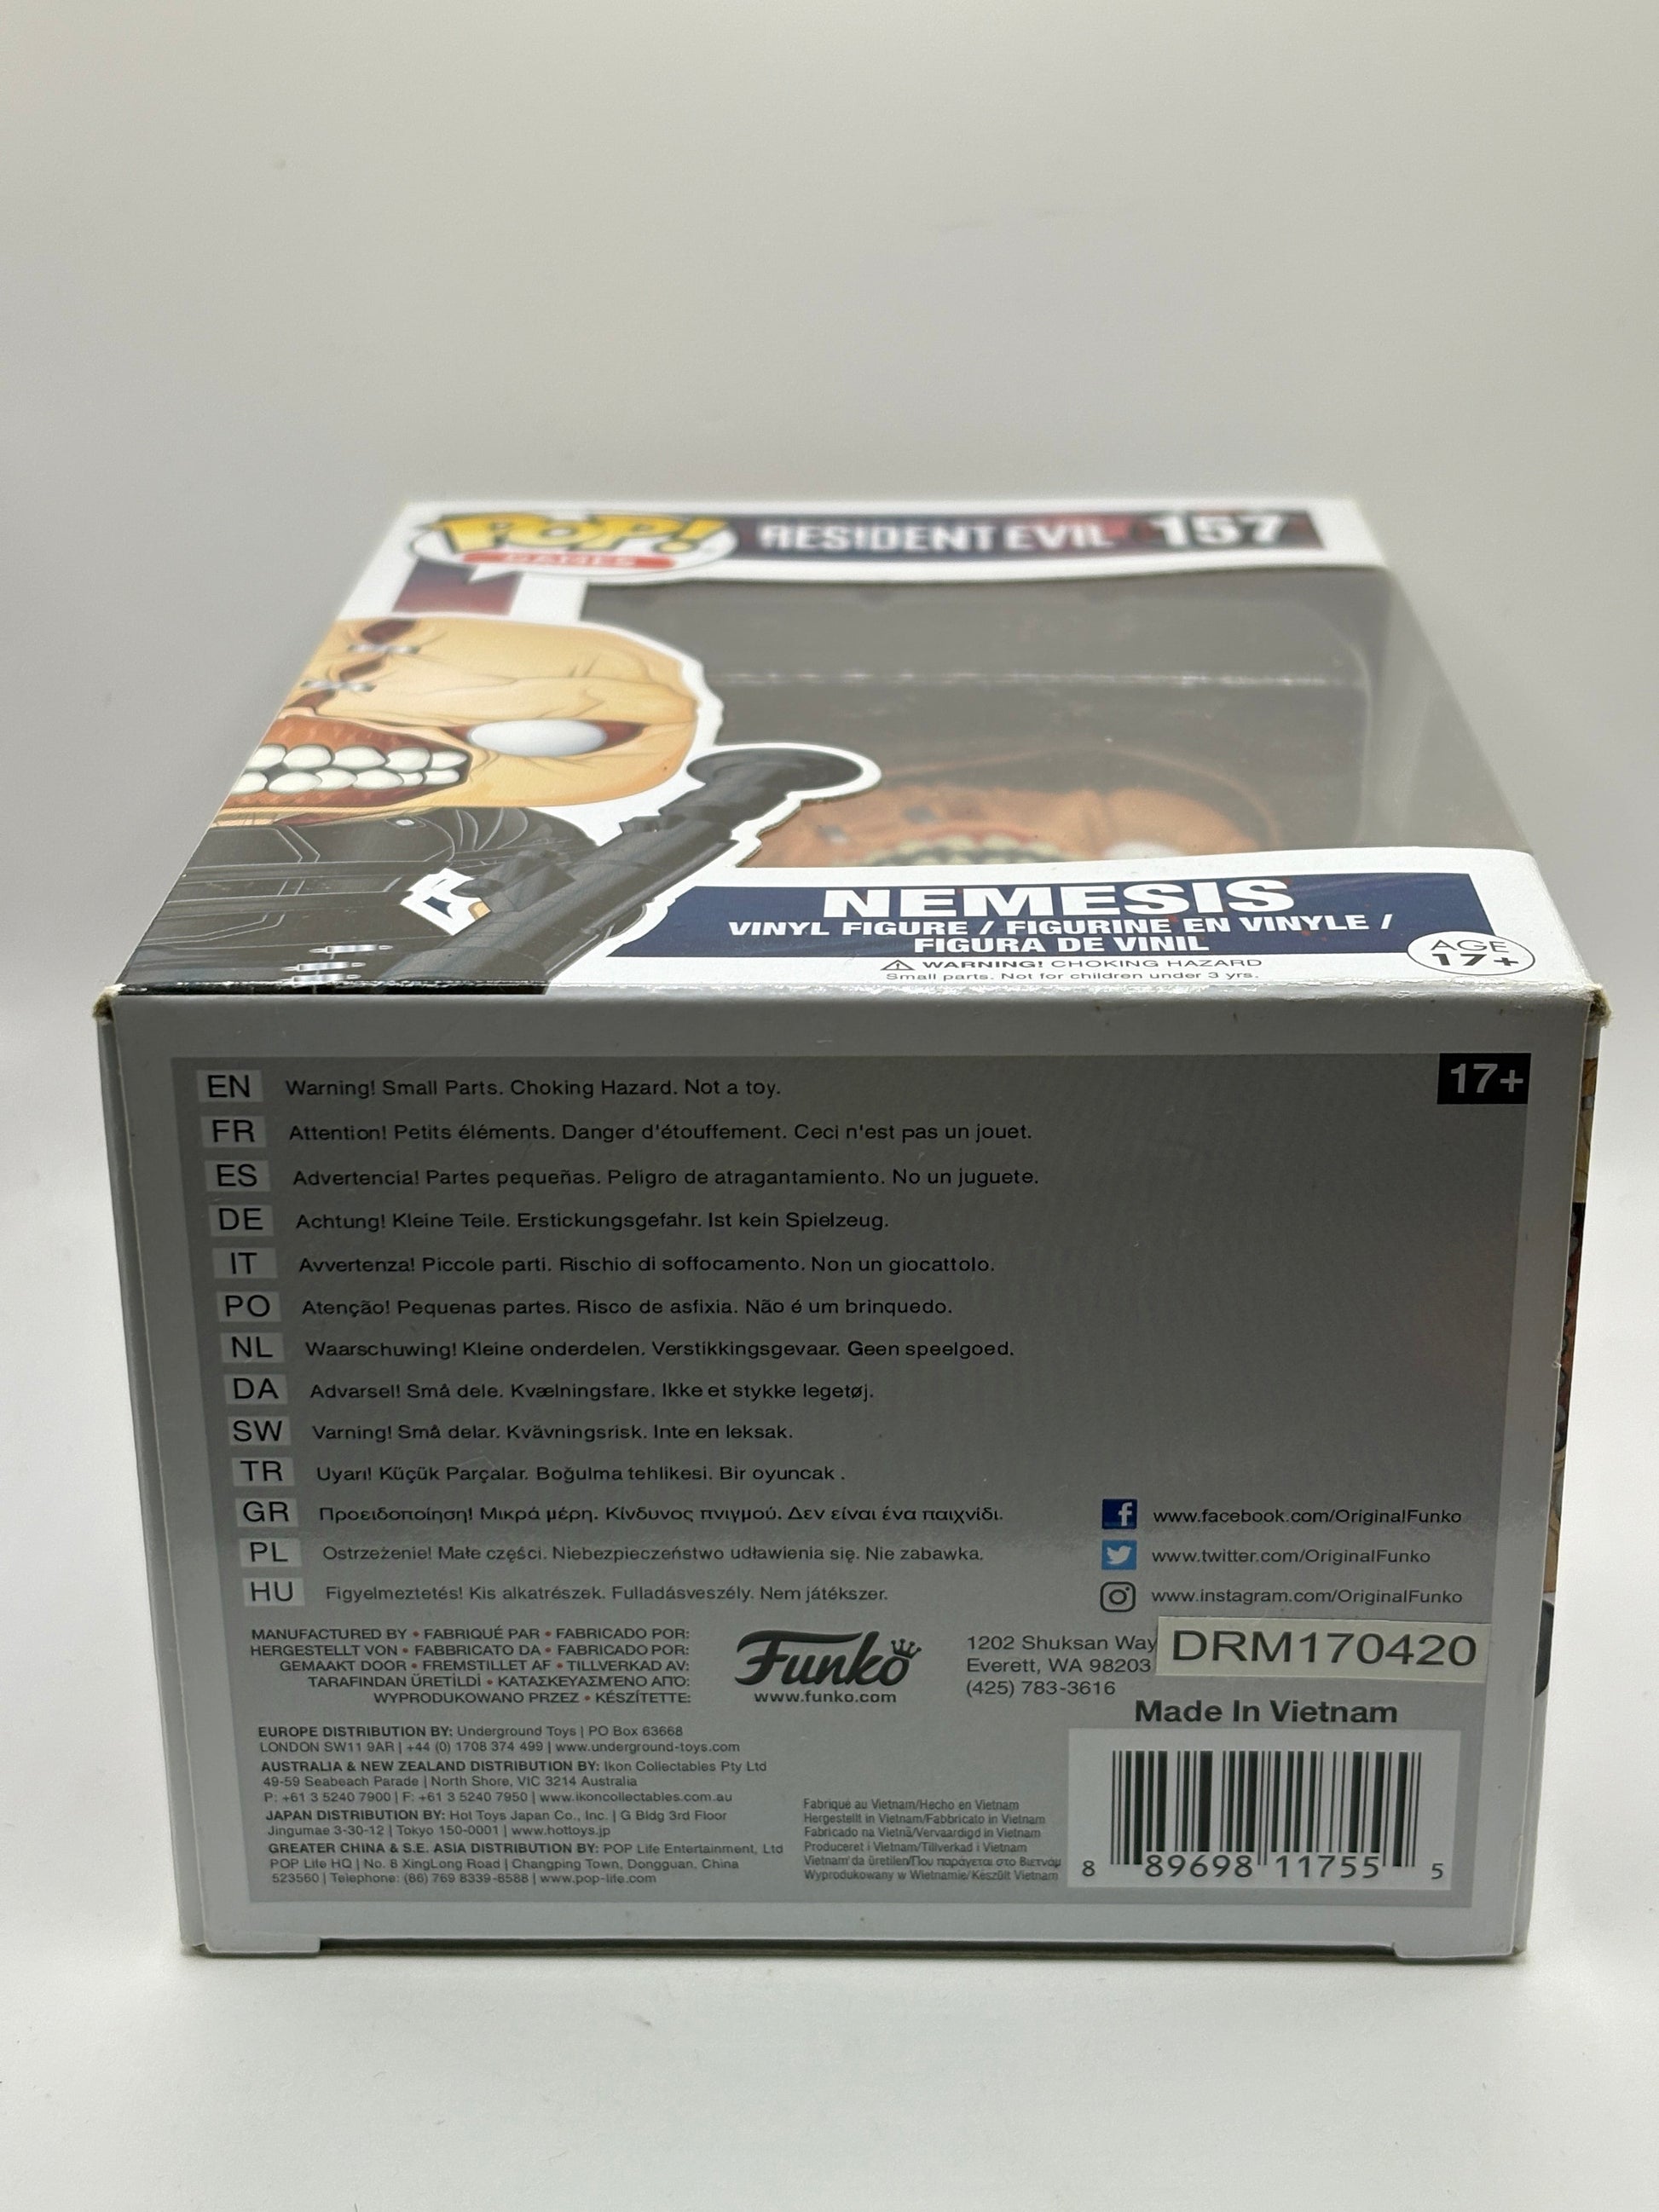 POP!
GAMES
RESIDENT EVIL 157
NEMESIS
VINYL FIGURE / FIGURINE EN VINYLE /
FIGURA DE VINIL
WARNING! CHOKING HAZARD
Small parts. Not for children under 3 yrs.
AGE
17+
17+
EN Warning! Small Parts. Choking Hazard. Not a toy.
FR Attention! Petits éléments. Danger d'étouffement. Ceci n'est pas un jouet.
ES Advertencia! Partes pequeñas. Peligro de atragantamiento. No un juguete.
DE Achtung! Kleine Teile. Erstickungsgefahr. Ist kein Spielzeug.
IT Avvertenza! Piccole parti. Rischio di soffocamento. Non un giocattolo.
PO Atenção! Pequenas partes. Risco de asfixia. Não é um brinquedo.
NL Waarschuwing! Kleine onderdelen. Verstikkingsgevaar. Geen speelgoed.
DA Advarsel! Små dele. Kvælningsfare. Ikke et stykke legetøj.
SW Varning! Små delar. Kvävningsrisk. Inte en leksak.
TR Uyarı! Küçük Parçalar. Boğulma tehlikesi. Bir oyuncak .
GR Προειδοποίηση! Μικρά μέρη. Κίνδυνος πνιγμού. Δεν είναι ένα παιχνίδι.
PL Ostrzeżenie! Małe części. Niebezpieczeństwo udławienia się. Nie zabawka.
HU Figyelmeztetés! Kis alkatrészek. Fulladásveszély. Nem játékszer.
www.facebook.com/OriginalFunko
www.twitter.com/OriginalFunko
www.instagram.com/OriginalFunko
MANUFACTURED BY • FABRIQUÉ PAR • FABRICADO POR:
HERGESTELLT VON • FABBRICATO DA • FABRICADO POR:
GEMAAKT DOOR • FREMSTILLET AF • TILLVERKAD AV:
TARAFINDAN ÜRETİLDİ • ΚΑΤΑΣΚΕΥΑΣΜΈΝΟ ΑΠΌ:
WYPRODUKOWANO PRZEZ • KÉSZÍTETTE:
Funko
www.funko.com
1202 Shuksan Way
Everett, WA 98203
(425) 783-3616
DRM170420
Made In Vietnam
EUROPE DISTRIBUTION BY: Underground Toys | PO Box 63668
LONDON SW11 9AR | +44 (0) 1708 374 499 | www.underground-toys.com
AUSTRALIA & NEW ZEALAND DISTRIBUTION BY: Ikon Collectables Pty Ltd
49-59 Seabeach Parade | North Shore, VIC 3214 Australia
P: +61 3 5240 7900 | F: +61 3 5240 7950 | www.ikoncollectables.com.au
JAPAN DISTRIBUTION BY: Hot Toys Japan Co., Inc. | G Bldg 3rd Floor
Jingumae 3-30-12 | Tokyo 150-0001 | www.hottoys.jp
GREATER CHINA & S.E. ASIA DISTRIBUTION BY: POP Life Entertainment, Ltd
POP Life HQ | No. 8 XingLong Road | Changping Town, Dongguan, China
523560 | Telephone: (86) 769 8339-8588 | www.pop-life.com
Fabriqué au Vietnam/Hecho en Vietnam
Hergestellt in Vietnam/Fabbricato in Vietnam
Fabricado na Vietnã/Vervaardigd in Vietnam
Produceret i Vietnam/Tillverkad i Vietnam
Vietnam'da üretilen/Που παράγεται στο Βιετνάμ
Wyprodukowany w Wietnamie/Készült Vietnam
8 89698 11755 5